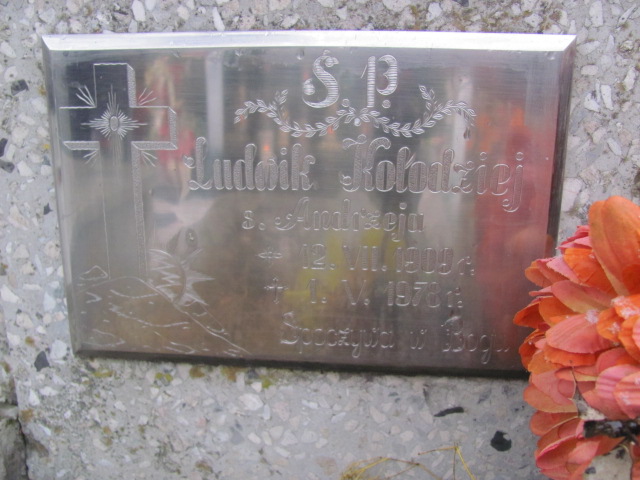 Ś.P.
Ludwik Kołodziej
s. Andrzeja
* 12. VII. 1909 r.
+ 1. V. 1978 r.
Spoczywa w Bogu